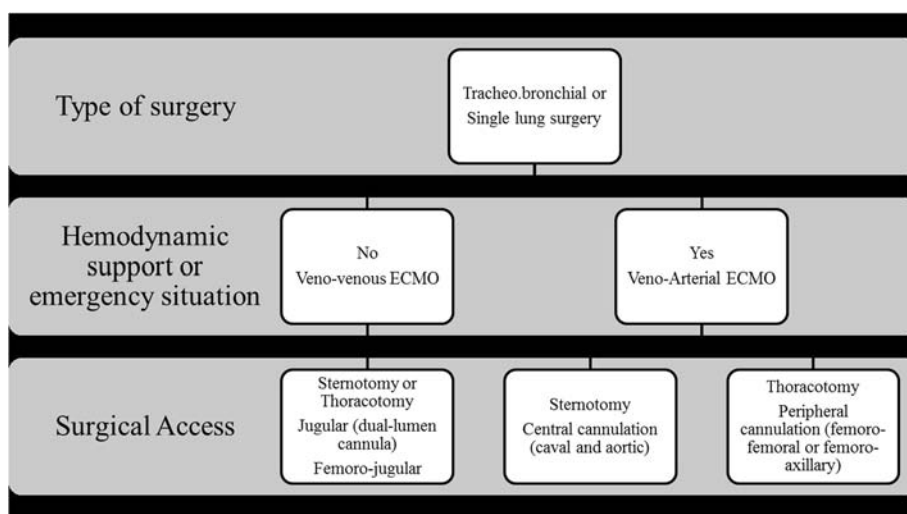 Type of surgery
Tracheo.bronchial or
Single lung surgery
Hemodynamic
support or
emergency situation
No
Veno-venous ECMO
Yes
Veno-Arterial ECMO
Surgical Access
Sternotomy or
Thoracotomy
Jugular (dual-lumen
cannula)
Femoro-jugular
Sternotomy
Central cannulation
(caval and aortic)
Thoracotomy
Peripheral
cannulation (femoro-
femoral or femoro-
axillary)